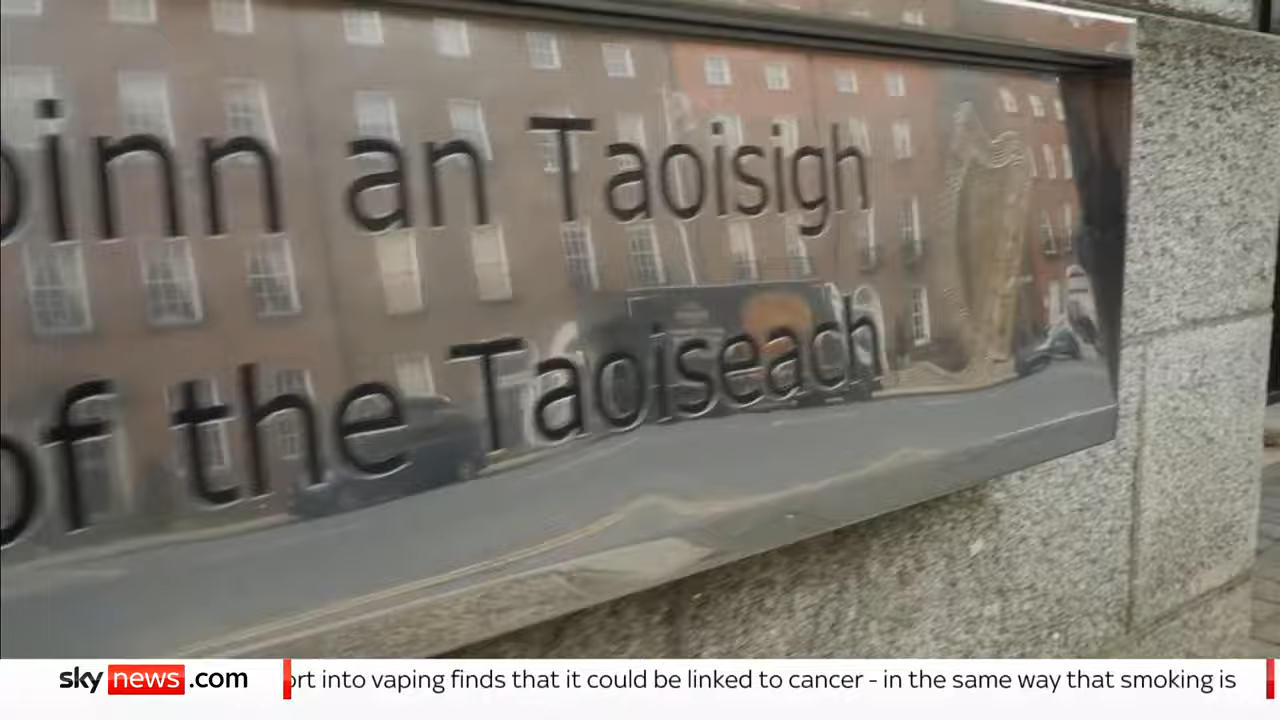 inn an Taoisigh
of the Taoiseach
sky news .com
ort into vaping finds that it could be linked to cancer - in the same way that smoking is